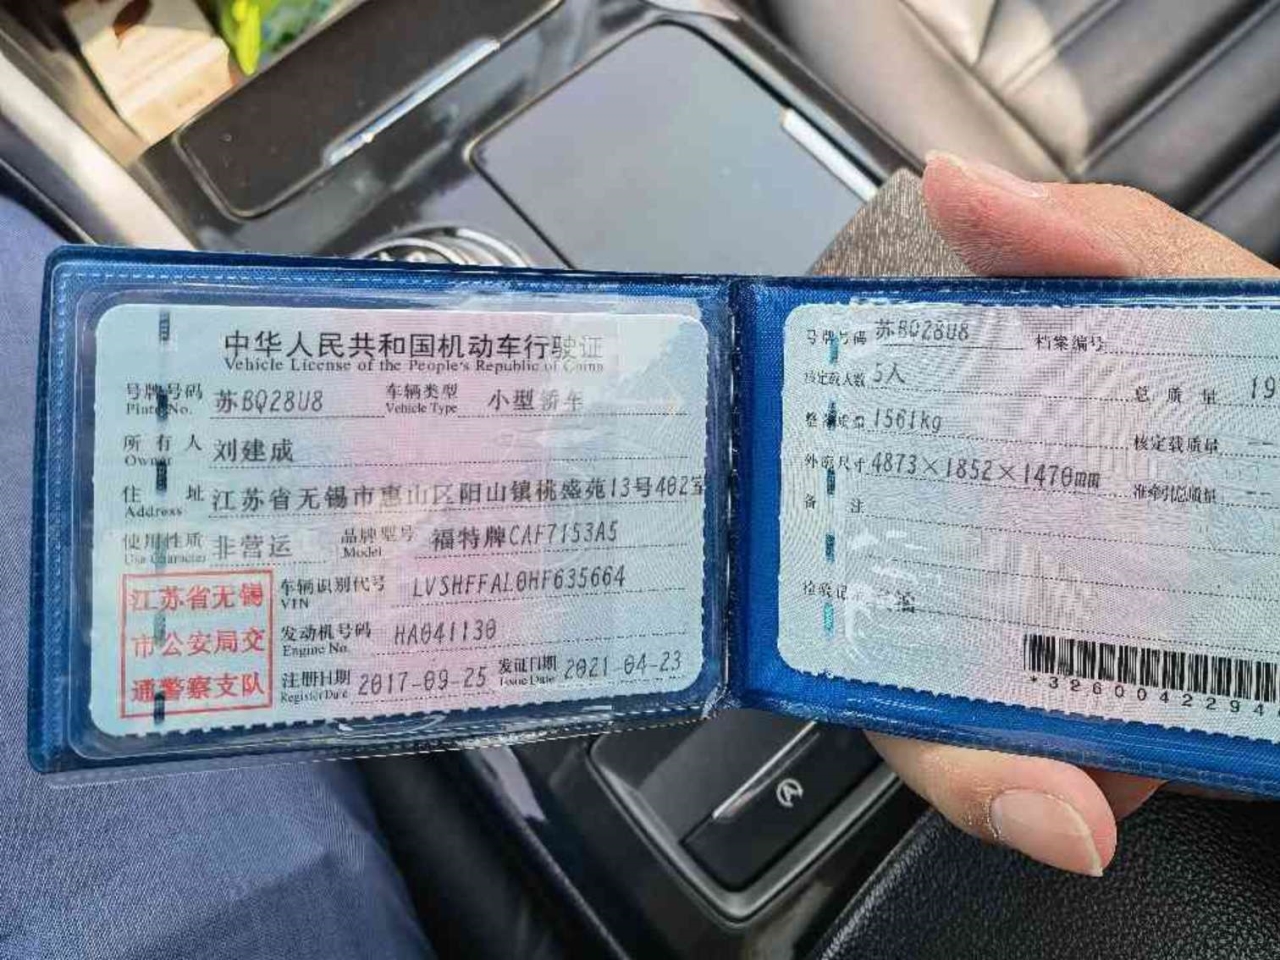 中华人民共和国机动车行驶证
Vehicle License of the People's Republic of China
号牌号码 Plate No. 苏BQ28U8 车辆类型 Vehicle Type 小型轿车
所有人 Owner 刘建成
住址 Address 江苏省无锡市惠山区阳山镇桃盛苑13号402室
使用性质 Use Character 非营运 品牌型号 Model 福特牌CAF7153A5
车辆识别代号 VIN LVSHFFAL0HF635664
发动机号码 Engine No. HA041130
注册日期 Register Date 2017-09-25 发证日期 Issue Date 2021-04-23
江苏省无锡
市公安局交
通警察支队
号牌号码 苏BQ28U8 档案编号
核定载人数 5人 总质量 19
整备质量 1561kg 核定载质量 --
外廓尺寸 4873×1852×1470mm 准牵引总质量 --
备注
检验记
*3260042294
A